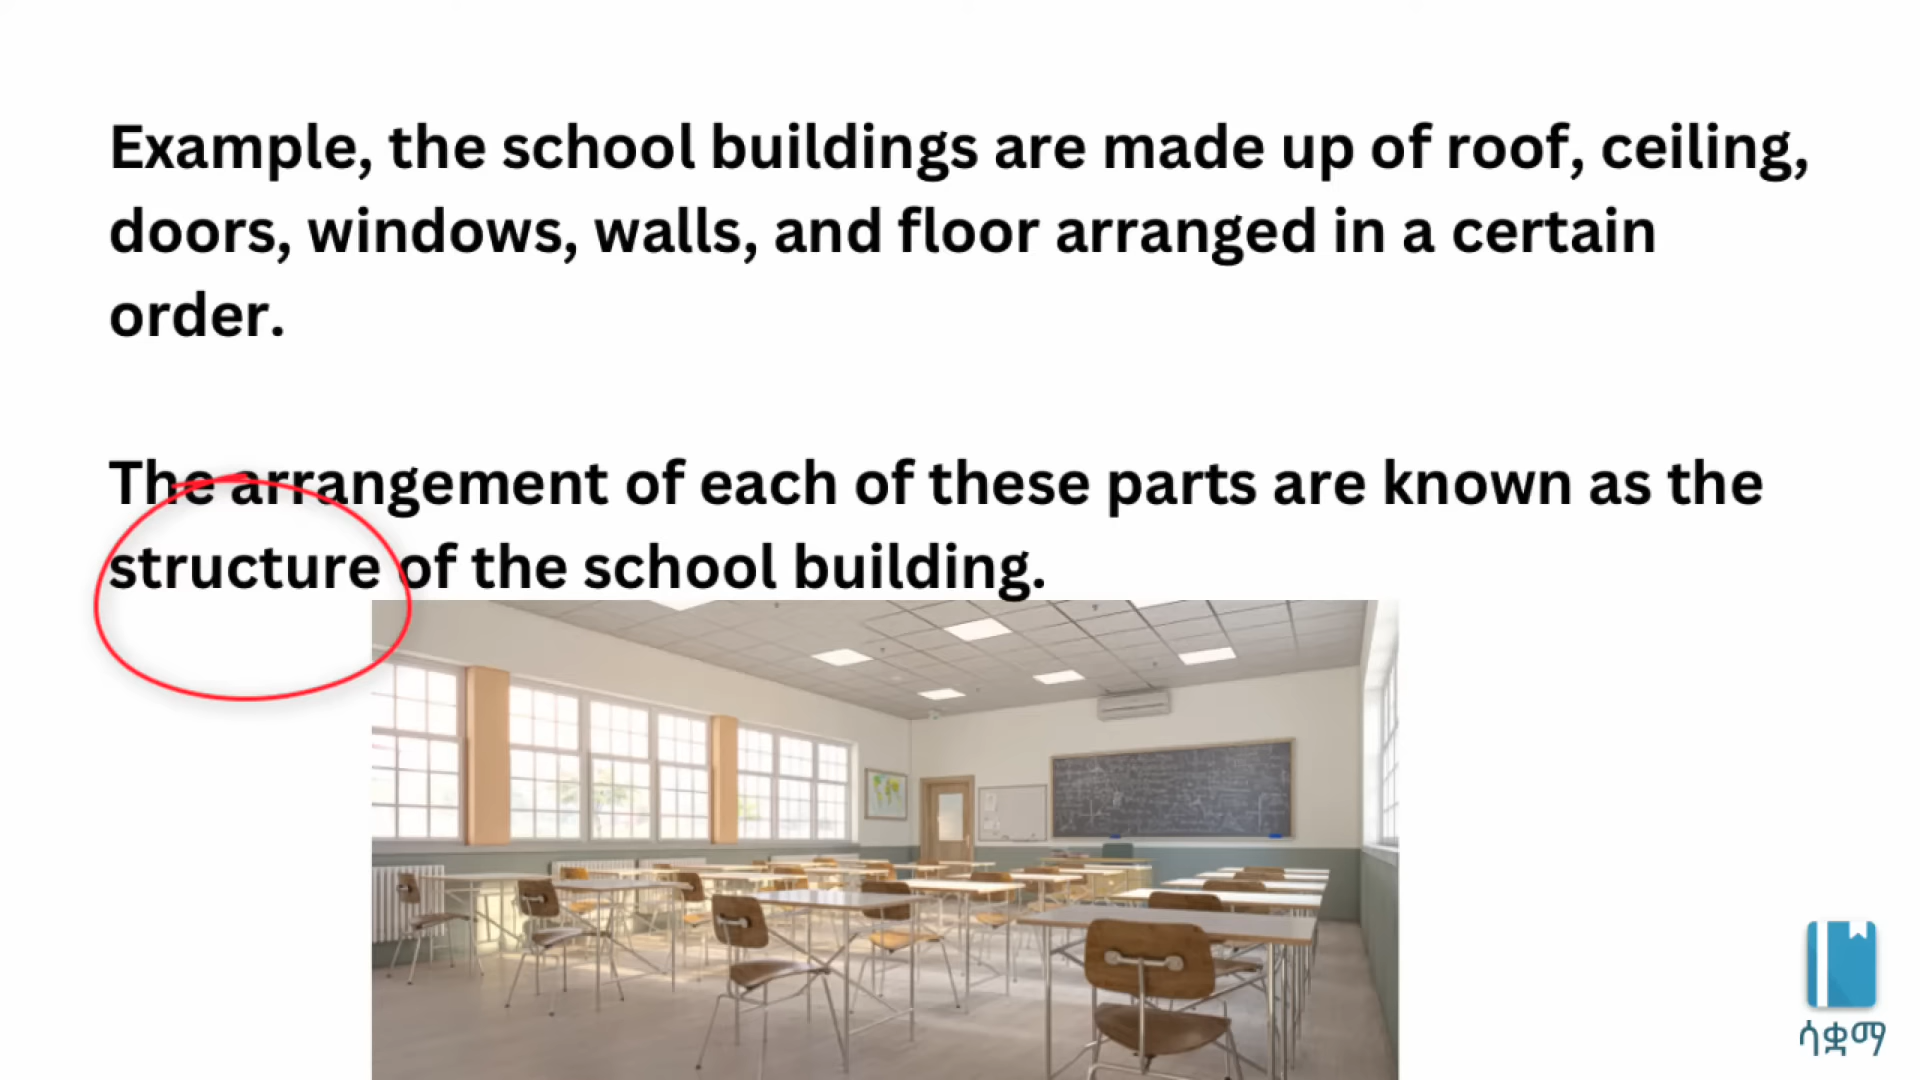 Example, the school buildings are made up of roof, ceiling,
doors, windows, walls, and floor arranged in a certain
order.
The arrangement of each of these parts are known as the
structure of the school building.
ሳቋማ